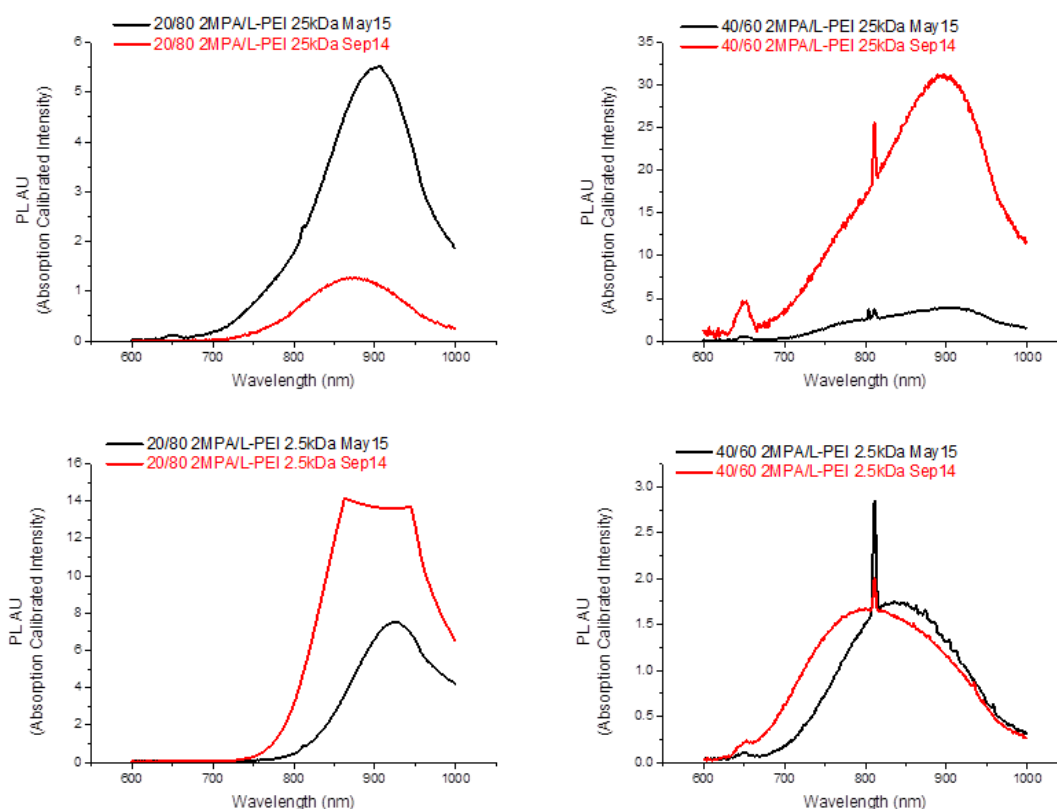 20/80 2MPA/L-PEI 25kDa May15
20/80 2MPA/L-PEI 25kDa Sep14
6
5
4
3
2
1
0
PL AU
(Absorption Calibrated Intensity)
600
700
800
900
1000
Wavelength (nm)
40/60 2MPA/L-PEI 25kDa May15
40/60 2MPA/L-PEI 25kDa Sep14
35
30
25
20
15
10
5
0
PL AU
(Absorption Calibrated Intensity)
600
700
800
900
1000
Wavelength (nm)
20/80 2MPA/L-PEI 2.5kDa May15
20/80 2MPA/L-PEI 2.5kDa Sep14
16
14
12
10
8
6
4
2
0
PL AU
(Absorption Calibrated Intensity)
600
700
800
900
1000
Wavelength (nm)
40/60 2MPA/L-PEI 2.5kDa May15
40/60 2MPA/L-PEI 2.5kDa Sep14
3.0
2.5
2.0
1.5
1.0
0.5
0.0
PL AU
(Absorption Calibrated Intensity)
600
700
800
900
1000
Wavelength (nm)